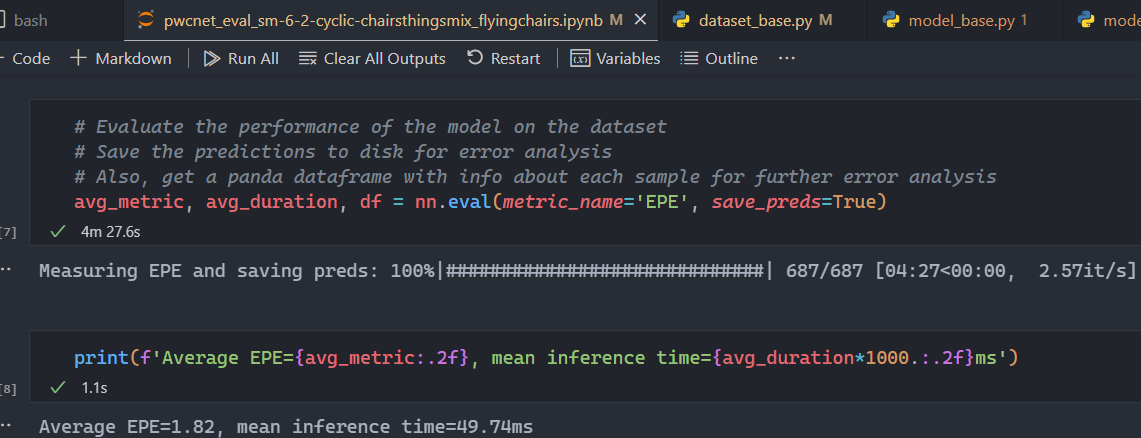 bash
pwcnet_eval_sm-6-2-cyclic-chairsthingsmix_flyingchairs.ipynb M
dataset_base.py M
model_base.py 1
Code
Markdown
Run All
Clear All Outputs
Restart
Variables
Outline
# Evaluate the performance of the model on the dataset
# Save the predictions to disk for error analysis
# Also, get a panda dataframe with info about each sample for further error analysis
avg_metric, avg_duration, df = nn.eval(metric_name='EPE', save_preds=True)
[7]
4m 27.6s
Measuring EPE and saving preds: 100%|############################| 687/687 [04:27<00:00,  2.57it/s]
print(f'Average EPE={avg_metric:.2f}, mean inference time={avg_duration*1000.:.2f}ms')
[8]
1.1s
Average EPE=1.82, mean inference time=49.74ms